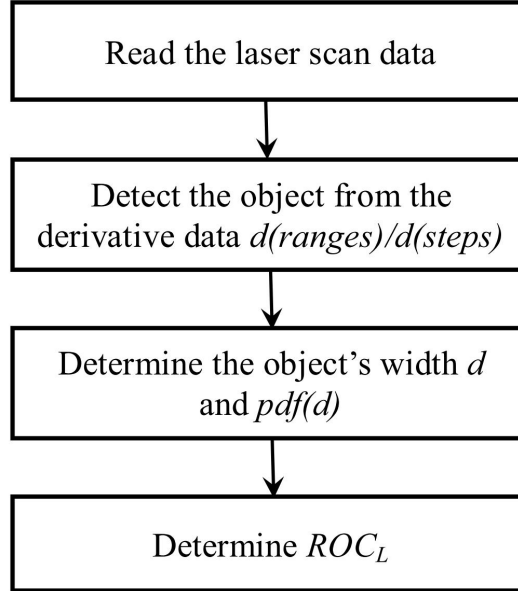 Read the laser scan data
Detect the object from the
derivative data d(ranges)/d(steps)
Determine the object’s width d
and pdf(d)
Determine ROC_L